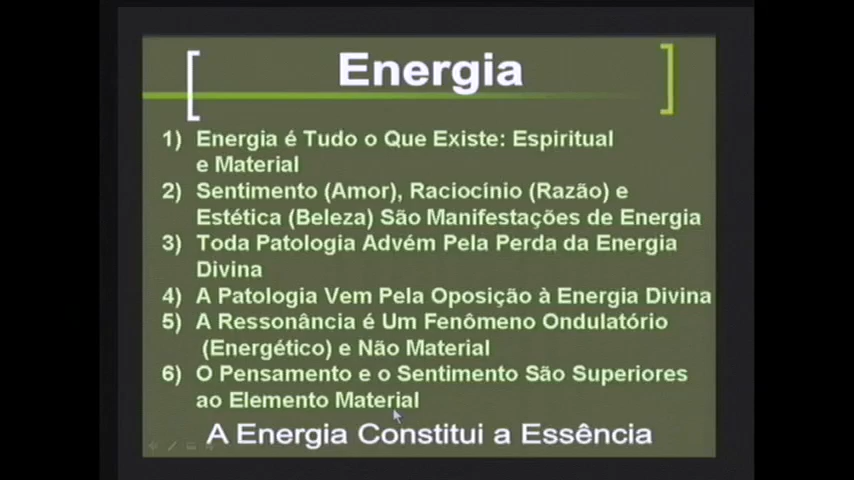 Energia
1) Energia é Tudo o Que Existe: Espiritual
e Material
2) Sentimento (Amor), Raciocínio (Razão) e
Estética (Beleza) São Manifestações de Energia
3) Toda Patologia Advém Pela Perda da Energia
Divina
4) A Patologia Vem Pela Oposição à Energia Divina
5) A Ressonância é Um Fenômeno Ondulatório
(Energético) e Não Material
6) O Pensamento e o Sentimento São Superiores
ao Elemento Material
A Energia Constitui a Essência